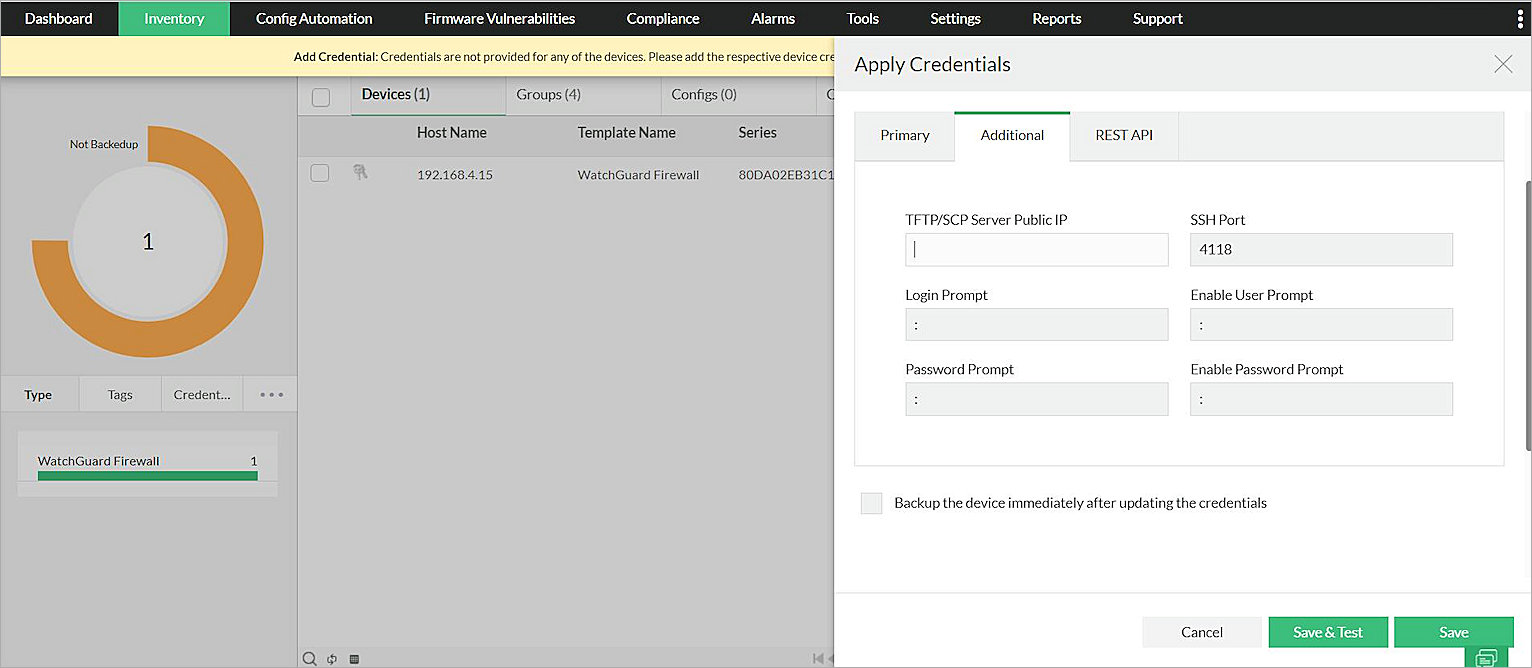 Dashboard Inventory Config Automation Firmware Vulnerabilities Compliance Alarms Tools Settings Reports Support
Add Credential: Credentials are not provided for any of the devices. Please add the respective device cre
Not Backedup
1
Type Tags Credent... •••
WatchGuard Firewall 1
Devices (1) Groups (4) Configs (0)
Host Name Template Name Series
192.168.4.15 WatchGuard Firewall 80DA02EB31C1
Apply Credentials
Primary Additional REST API
TFTP/SCP Server Public IP SSH Port
4118
Login Prompt Enable User Prompt
: :
Password Prompt Enable Password Prompt
: :
Backup the device immediately after updating the credentials
Cancel Save & Test Save